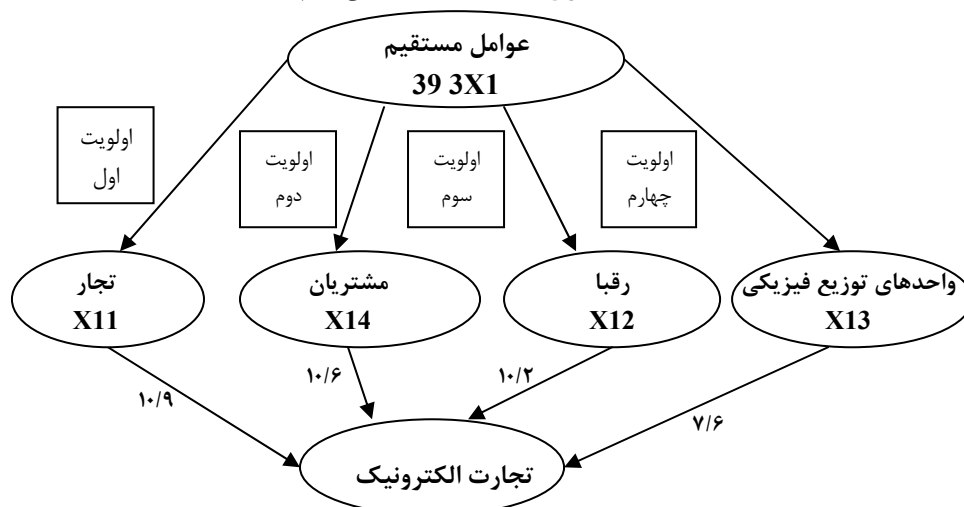 عوامل مستقیم
39 3X1
اولویت
اول
اولویت
دوم
اولویت
سوم
اولویت
چهارم
تجار
X11
مشتریان
X14
رقبا
X12
واحدهای توزیع فیزیکی
X13
۱۰/۹
۱۰/۶
۱۰/۲
۷/۶
تجارت الکترونیک